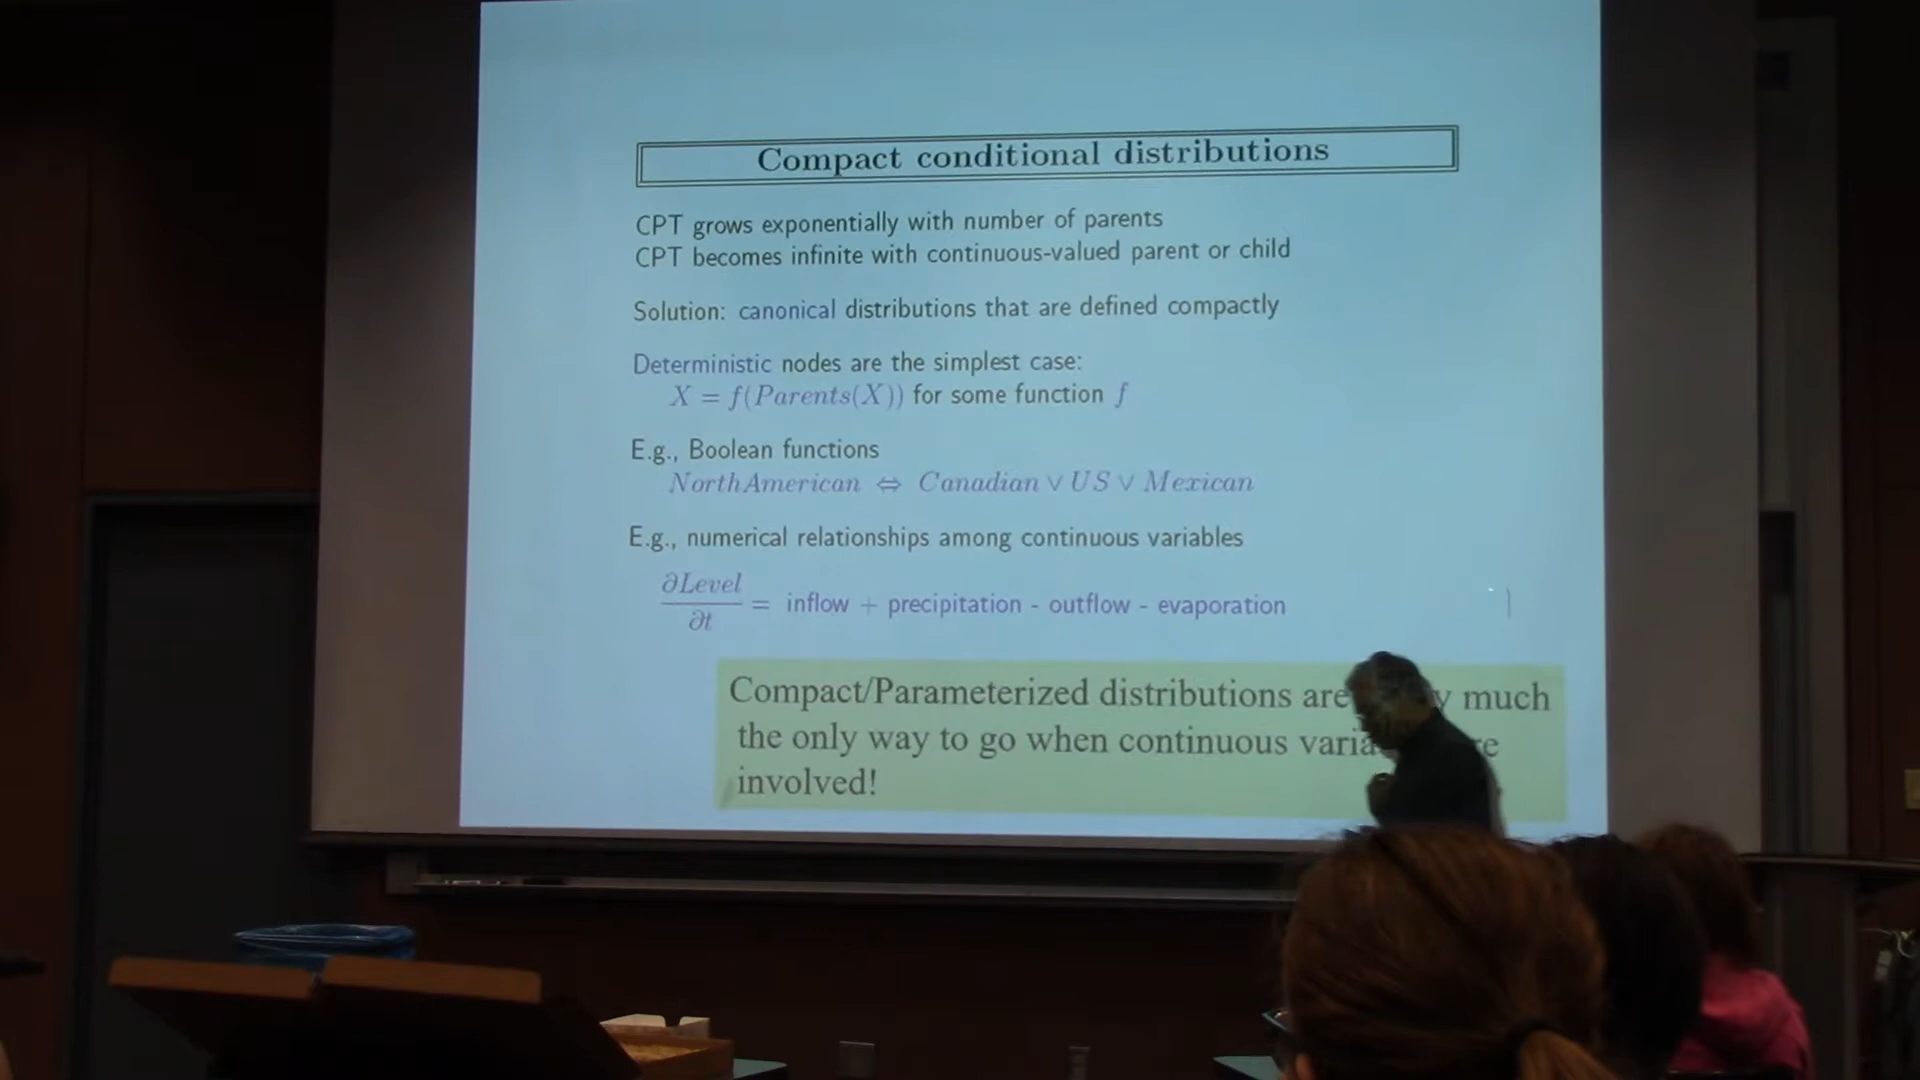 Compact conditional distributions
CPT grows exponentially with number of parents
CPT becomes infinite with continuous-valued parent or child
Solution: canonical distributions that are defined compactly
Deterministic nodes are the simplest case:
X = f(Parents(X)) for some function f
E.g., Boolean functions
NorthAmerican ⇔ Canadian ∨ US ∨ Mexican
E.g., numerical relationships among continuous variables
∂Level
∂t
= inflow + precipitation - outflow - evaporation
Compact/Parameterized distributions are much
the only way to go when continuous
involved!